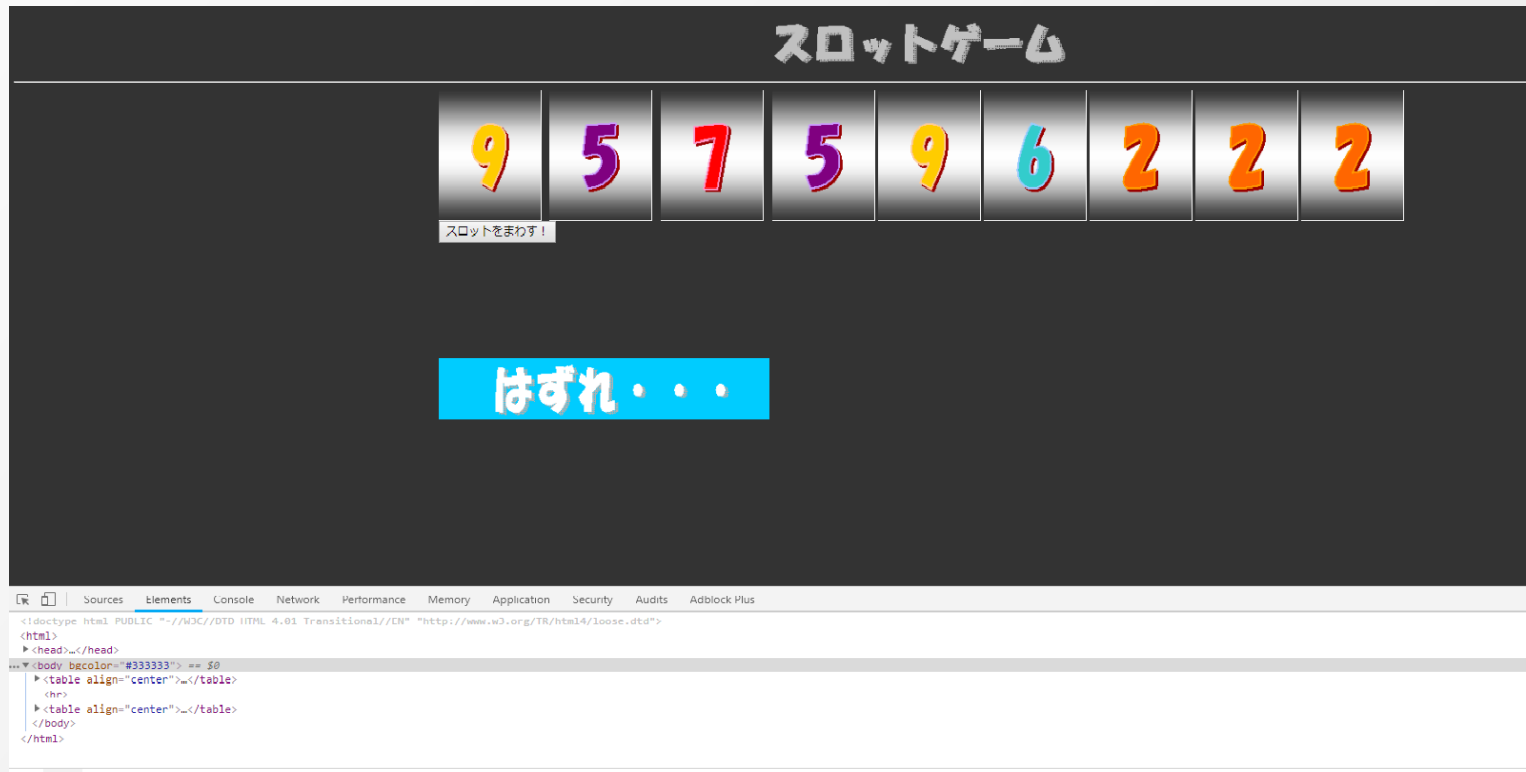 スロットゲーム
9 5 7 5 9 6 2 2 2
スロットをまわす！
はずれ・・・
Sources Elements Console Network Performance Memory Application Security Audits Adblock Plus
<!doctype html PUBLIC "-//W3C//DTD HTML 4.01 Transitional//EN" "http://www.w3.org/TR/html4/loose.dtd">
<html>
▶<head>…</head>
…▼<body bgcolor="#333333"> == $0
▶<table align="center">…</table>
<hr>
▶<table align="center">…</table>
</body>
</html>